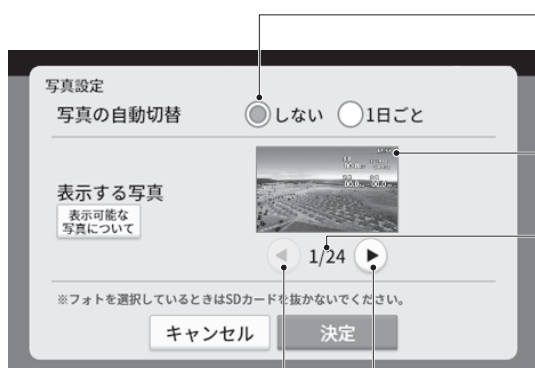 写真設定
写真の自動切替
しない
1日ごと
表示する写真
表示可能な
写真について
1/24
※フォトを選択しているときはSDカードを抜かないでください。
キャンセル
決定